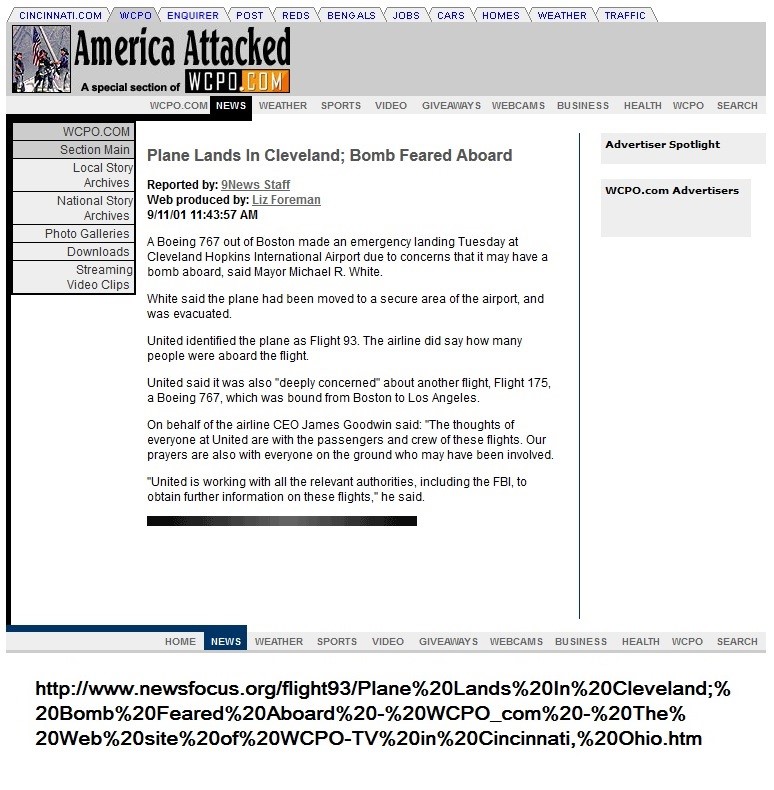 CINCINNATI.COM WCPO ENQUIRER POST REDS BENGALS JOBS CARS HOMES WEATHER TRAFFIC
America Attacked
A special section of WCPO.COM
WCPO.COM NEWS WEATHER SPORTS VIDEO GIVEAWAYS WEBCAMS BUSINESS HEALTH WCPO SEARCH
WCPO.COM
Section Main
Local Story
Archives
National Story
Archives
Photo Galleries
Downloads
Streaming
Video Clips
Plane Lands In Cleveland; Bomb Feared Aboard
Reported by: 9News Staff
Web produced by: Liz Foreman
9/11/01 11:43:57 AM
A Boeing 767 out of Boston made an emergency landing Tuesday at
Cleveland Hopkins International Airport due to concerns that it may have a
bomb aboard, said Mayor Michael R. White.
White said the plane had been moved to a secure area of the airport, and
was evacuated.
United identified the plane as Flight 93. The airline did say how many
people were aboard the flight.
United said it was also "deeply concerned" about another flight, Flight 175,
a Boeing 767, which was bound from Boston to Los Angeles.
On behalf of the airline CEO James Goodwin said: "The thoughts of
everyone at United are with the passengers and crew of these flights. Our
prayers are also with everyone on the ground who may have been involved.
"United is working with all the relevant authorities, including the FBI, to
obtain further information on these flights," he said.
Advertiser Spotlight
WCPO.com Advertisers
HOME NEWS WEATHER SPORTS VIDEO GIVEAWAYS WEBCAMS BUSINESS HEALTH WCPO SEARCH
http://www.newsfocus.org/flight93/Plane%20Lands%20In%20Cleveland;%
20Bomb%20Feared%20Aboard%20-%20WCPO_com%20-%20The%
20Web%20site%20of%20WCPO-TV%20in%20Cincinnati,%20Ohio.htm